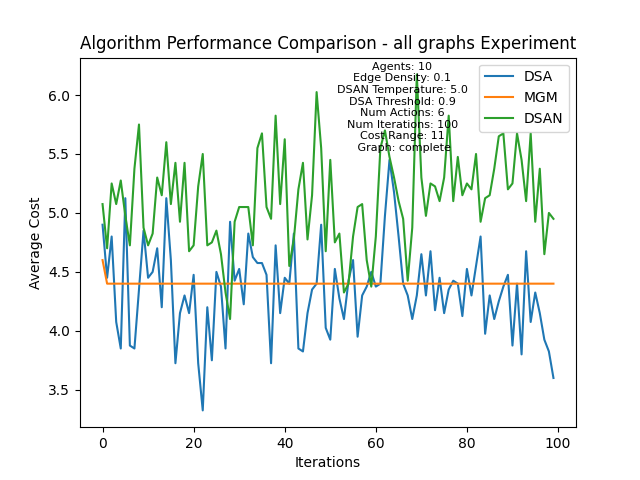 Algorithm Performance Comparison - all graphs Experiment
Agents: 10
Edge Density: 0.1
DSAN Temperature: 5.0
DSA Threshold: 0.9
Num Actions: 6
Num Iterations: 100
Cost Range: 11
Graph: complete
DSA
MGM
DSAN
Average Cost
6.0
5.5
5.0
4.5
4.0
3.5
0 20 40 60 80 100
Iterations